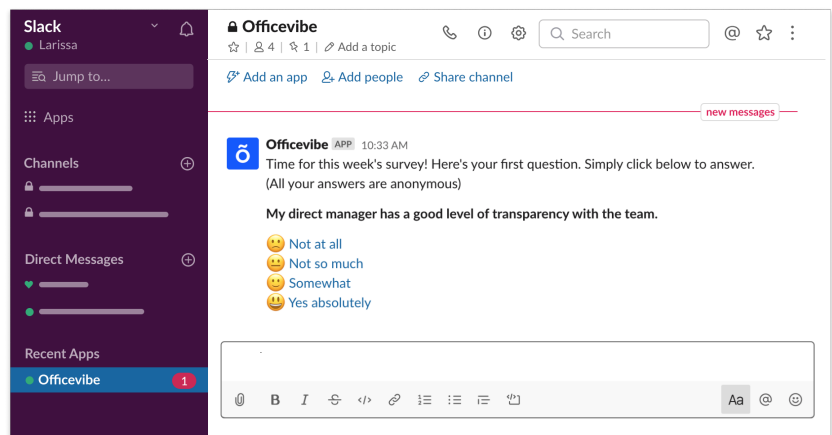 Slack
Larissa
Jump to...
Apps
Channels
Direct Messages
Recent Apps
Officevibe 1
Officevibe
4 | 1 | Add a topic
Search
Add an app Add people Share channel
new messages
õ
Officevibe APP 10:33 AM
Time for this week's survey! Here's your first question. Simply click below to answer.
(All your answers are anonymous)
My direct manager has a good level of transparency with the team.
Not at all
Not so much
Somewhat
Yes absolutely
B I S </> Aa @